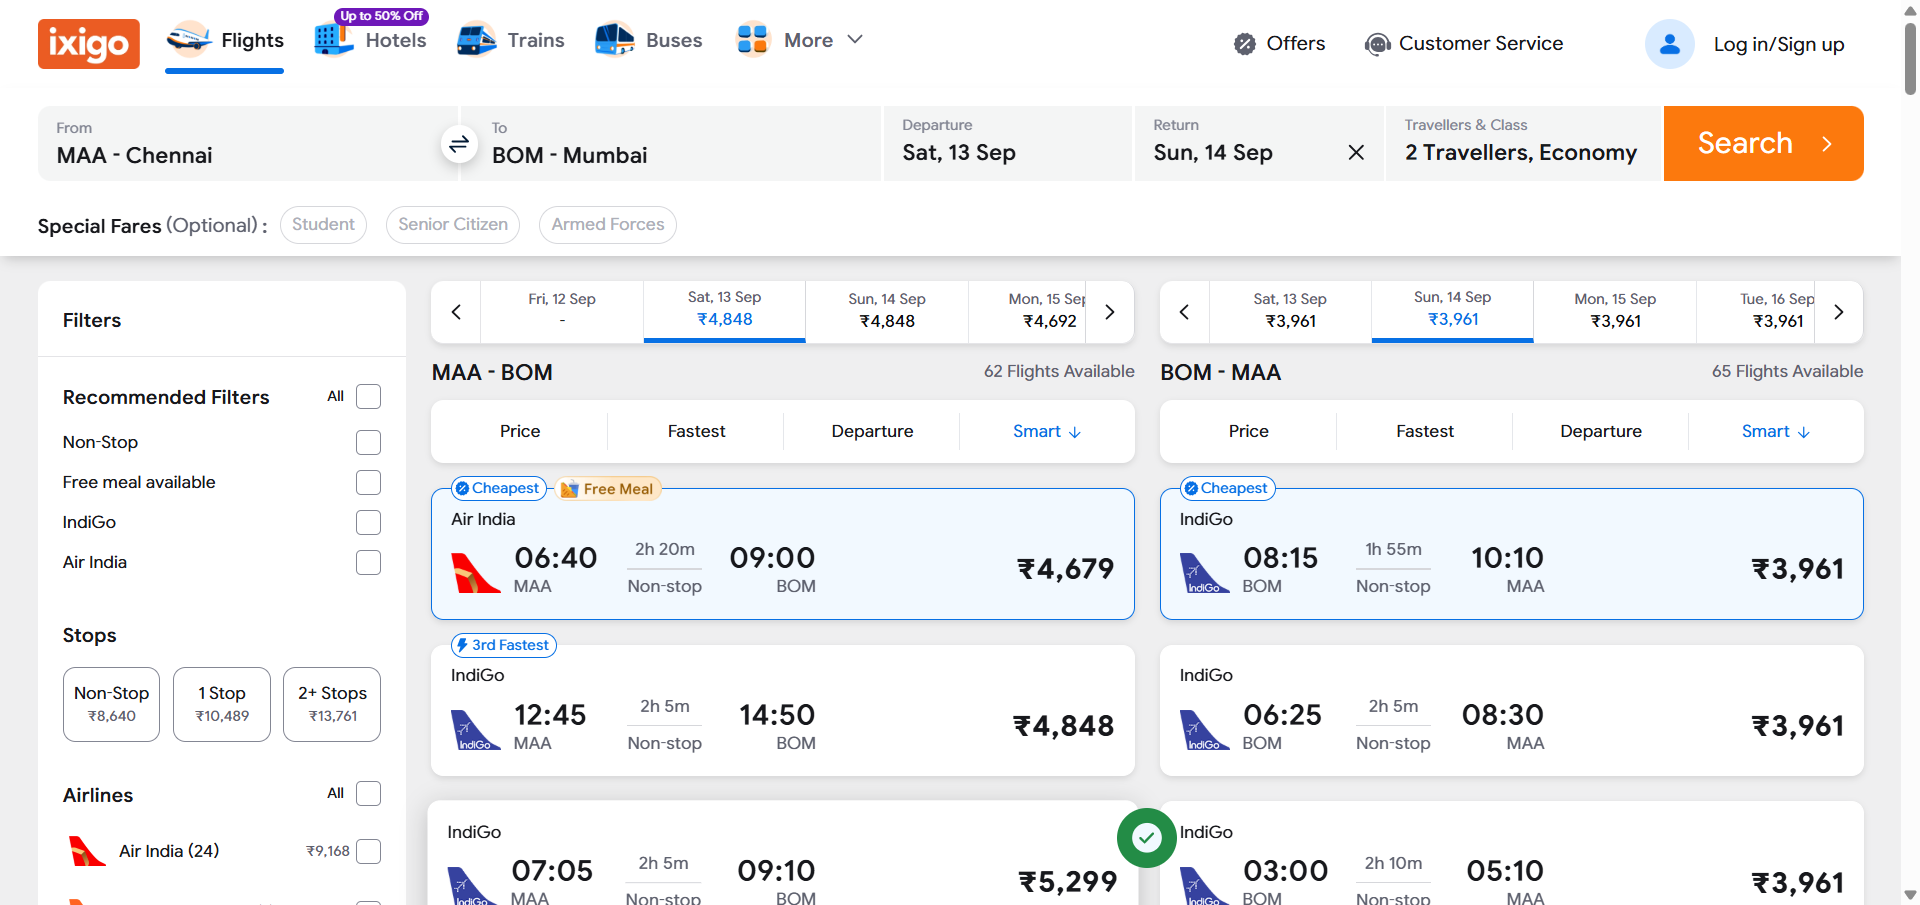 ixigo
Flights
Up to 50% Off
Hotels
Trains
Buses
More
Offers
Customer Service
Log in/Sign up
From
MAA - Chennai
To
BOM - Mumbai
Departure
Sat, 13 Sep
Return
Sun, 14 Sep
Travellers & Class
2 Travellers, Economy
Search
Special Fares (Optional) :
Student
Senior Citizen
Armed Forces
Filters
Recommended Filters
All
Non-Stop
Free meal available
IndiGo
Air India
Stops
Non-Stop
₹8,640
1 Stop
₹10,489
2+ Stops
₹13,761
Airlines
All
Air India (24)
₹9,168
Fri, 12 Sep
-
Sat, 13 Sep
₹4,848
Sun, 14 Sep
₹4,848
Mon, 15 Sep
₹4,692
MAA - BOM
62 Flights Available
Price
Fastest
Departure
Smart
Cheapest
Free Meal
Air India
06:40
MAA
2h 20m
Non-stop
09:00
BOM
₹4,679
3rd Fastest
IndiGo
IndiGo
12:45
MAA
2h 5m
Non-stop
14:50
BOM
₹4,848
IndiGo
IndiGo
07:05
MAA
2h 5m
Non-stop
09:10
BOM
₹5,299
Sat, 13 Sep
₹3,961
Sun, 14 Sep
₹3,961
Mon, 15 Sep
₹3,961
Tue, 16 Sep
₹3,961
BOM - MAA
65 Flights Available
Price
Fastest
Departure
Smart
Cheapest
IndiGo
IndiGo
08:15
BOM
1h 55m
Non-stop
10:10
MAA
₹3,961
IndiGo
IndiGo
06:25
BOM
2h 5m
Non-stop
08:30
MAA
₹3,961
IndiGo
IndiGo
03:00
BOM
2h 10m
Non-stop
05:10
MAA
₹3,961